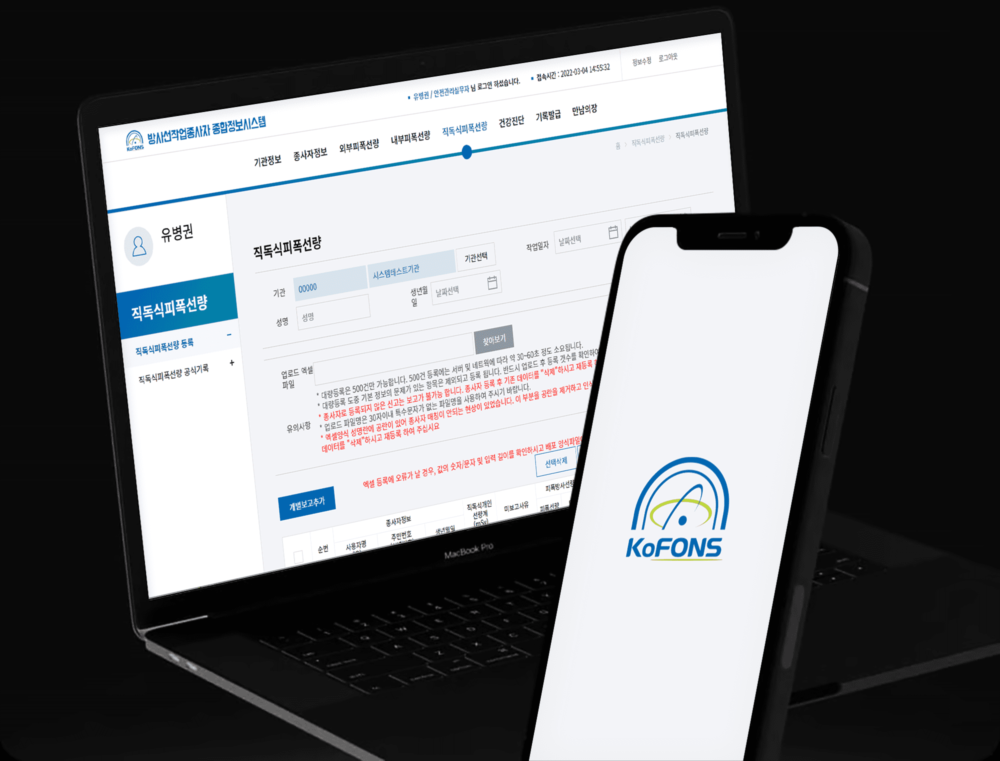 KoFONS 방사선작업종사자 종합정보시스템
유병권 / 안전관리실무자 님 로그인 하셨습니다.
접속시간 : 2022-03-04 14:55:32
정보수정 로그아웃
기관정보 종사자정보 외부피폭선량 내부피폭선량 직독식피폭선량 건강진단 기록발급 만남의장
홈 > 직독식피폭선량 > 직독식피폭선량
유병권
직독식피폭선량
직독식피폭선량 등록 −
직독식피폭선량 공식기록 +
직독식피폭선량
기관 00000 시스템테스트기관 기관선택
작업일자 날짜선택
성명 성명
생년월
일
날짜선택
업로드 엑셀
파일
찾아보기
유의사항
* 대량등록은 500건만 가능합니다. 500건 등록에는 서버 및 네트웍에 따라 약 30~60초 정도 소요됩니다.
* 대량등록 도중 기본 정보의 문제가 있는 항목은 제외되고 등록 됩니다. 반드시 업로드 후 등록 갯수를 확인하여
* 종사자로 등록되지 않은 신고는 보고가 불가능 합니다. 종사자 등록 후 기존 데이터를 "삭제"하시고 재등록
* 업로드 파일명은 30자이내 특수문자가 없는 파일명을 사용하여 주시기 바랍니다.
* 엑셀양식 성명란에 공란이 있어 종사자 매칭이 안되는 현상이 있었습니다. 이 부분을 공란을 제거하고
데이터를 "삭제"하시고 재등록 하여 주십시요
엑셀 등록에 오류가 날 경우, 값의 숫자/문자 및 입력 길이를 확인하시고 배포 양식파일
개별보고추가
선택삭제
순번
종사자정보
사용자명
주민번호
생년월일
직독식개인
선량계
(mSv)
미보고사유
피폭방사선량
피폭선량
MacBook Pro
KoFONS